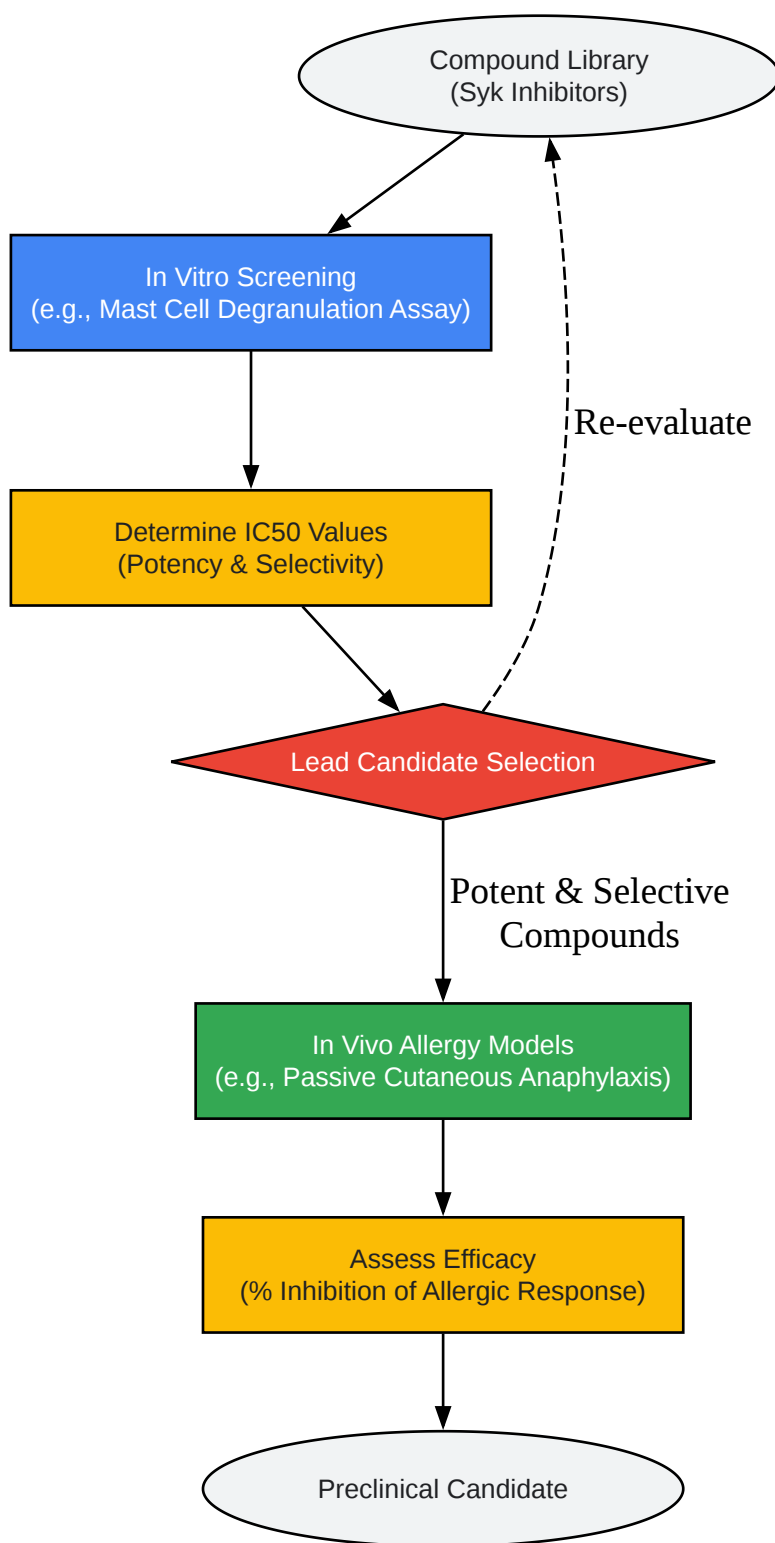 Compound Library
(Syk Inhibitors)
In Vitro Screening
(e.g., Mast Cell Degranulation Assay)
Re-evaluate
Determine IC50 Values
(Potency & Selectivity)
Lead Candidate Selection
Potent & Selective
Compounds
In Vivo Allergy Models
(e.g., Passive Cutaneous Anaphylaxis)
Assess Efficacy
(% Inhibition of Allergic Response)
Preclinical Candidate